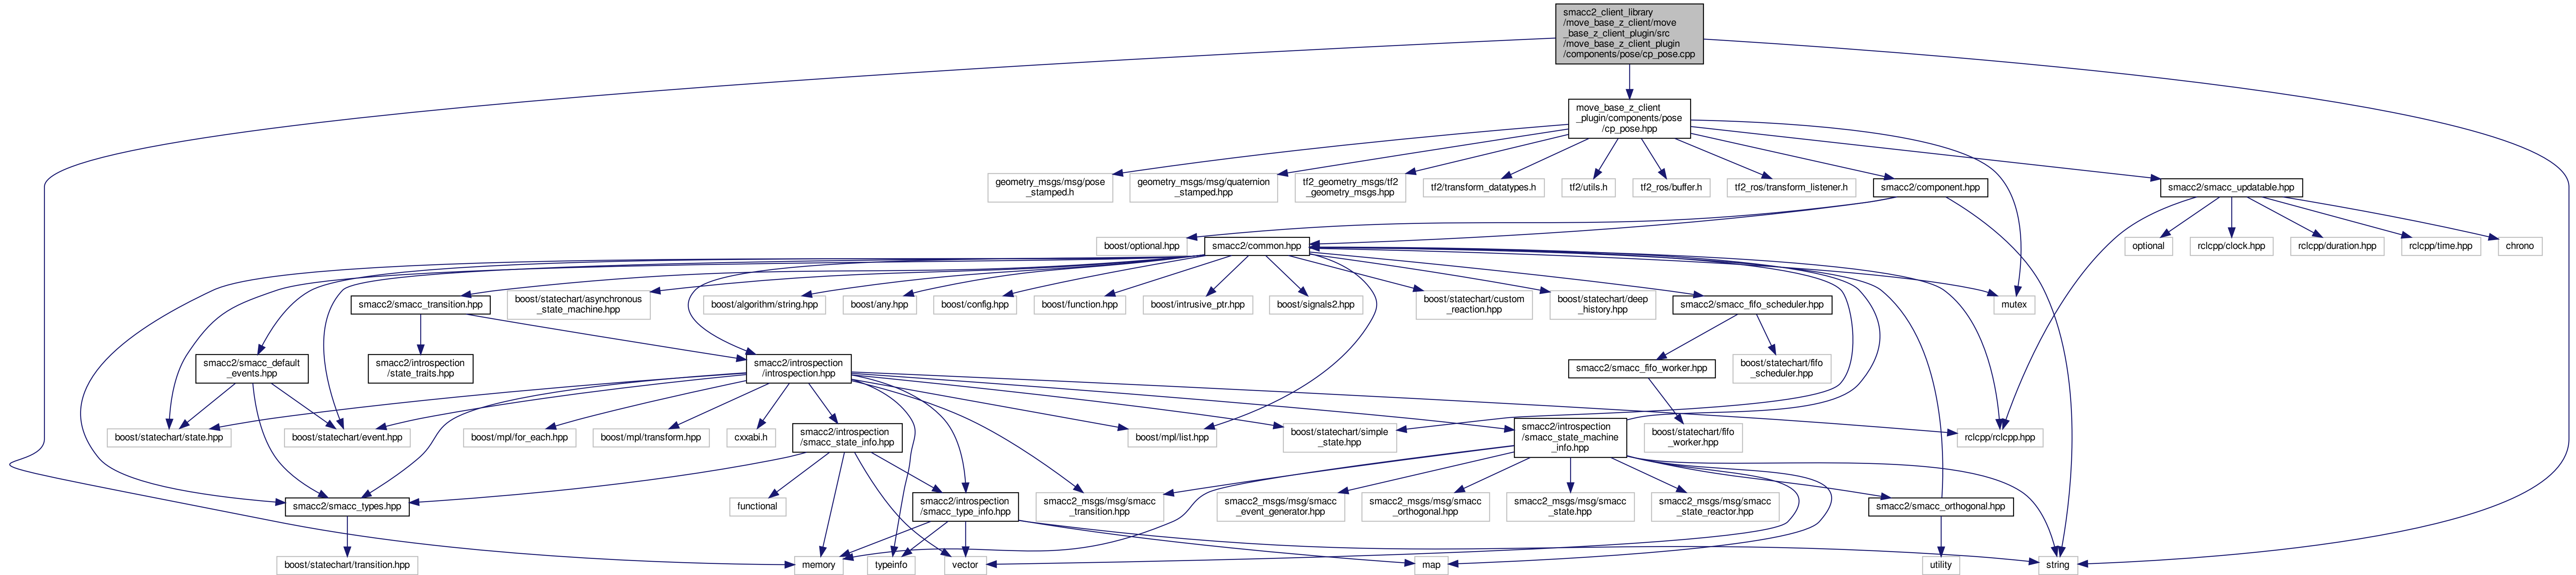 smacc2_client_library
/move_base_z_client/move
_base_z_client_plugin/src
/move_base_z_client_plugin
/components/pose/cp_pose.cpp
move_base_z_client
_plugin/components/pose
/cp_pose.hpp
geometry_msgs/msg/pose
_stamped.h
geometry_msgs/msg/quaternion
_stamped.hpp
tf2_geometry_msgs/tf2
_geometry_msgs.hpp
tf2/transform_datatypes.h
tf2/utils.h
tf2_ros/buffer.h
tf2_ros/transform_listener.h
smacc2/component.hpp
smacc2/smacc_updatable.hpp
boost/optional.hpp
smacc2/common.hpp
optional
rclcpp/clock.hpp
rclcpp/duration.hpp
rclcpp/time.hpp
chrono
smacc2/smacc_transition.hpp
boost/statechart/asynchronous
_state_machine.hpp
boost/algorithm/string.hpp
boost/any.hpp
boost/config.hpp
boost/function.hpp
boost/intrusive_ptr.hpp
boost/signals2.hpp
boost/statechart/custom
_reaction.hpp
boost/statechart/deep
_history.hpp
smacc2/smacc_fifo_scheduler.hpp
mutex
smacc2/smacc_default
_events.hpp
smacc2/introspection
/state_traits.hpp
smacc2/introspection
/introspection.hpp
smacc2/smacc_fifo_worker.hpp
boost/statechart/fifo
_scheduler.hpp
boost/statechart/state.hpp
boost/statechart/event.hpp
boost/mpl/for_each.hpp
boost/mpl/transform.hpp
cxxabi.h
smacc2/introspection
/smacc_state_info.hpp
boost/mpl/list.hpp
boost/statechart/simple
_state.hpp
smacc2/introspection
/smacc_state_machine
_info.hpp
boost/statechart/fifo
_worker.hpp
rclcpp/rclcpp.hpp
smacc2/smacc_types.hpp
functional
smacc2/introspection
/smacc_type_info.hpp
smacc2_msgs/msg/smacc
_transition.hpp
smacc2_msgs/msg/smacc
_event_generator.hpp
smacc2_msgs/msg/smacc
_orthogonal.hpp
smacc2_msgs/msg/smacc
_state.hpp
smacc2_msgs/msg/smacc
_state_reactor.hpp
smacc2/smacc_orthogonal.hpp
boost/statechart/transition.hpp
memory
typeinfo
vector
map
utility
string